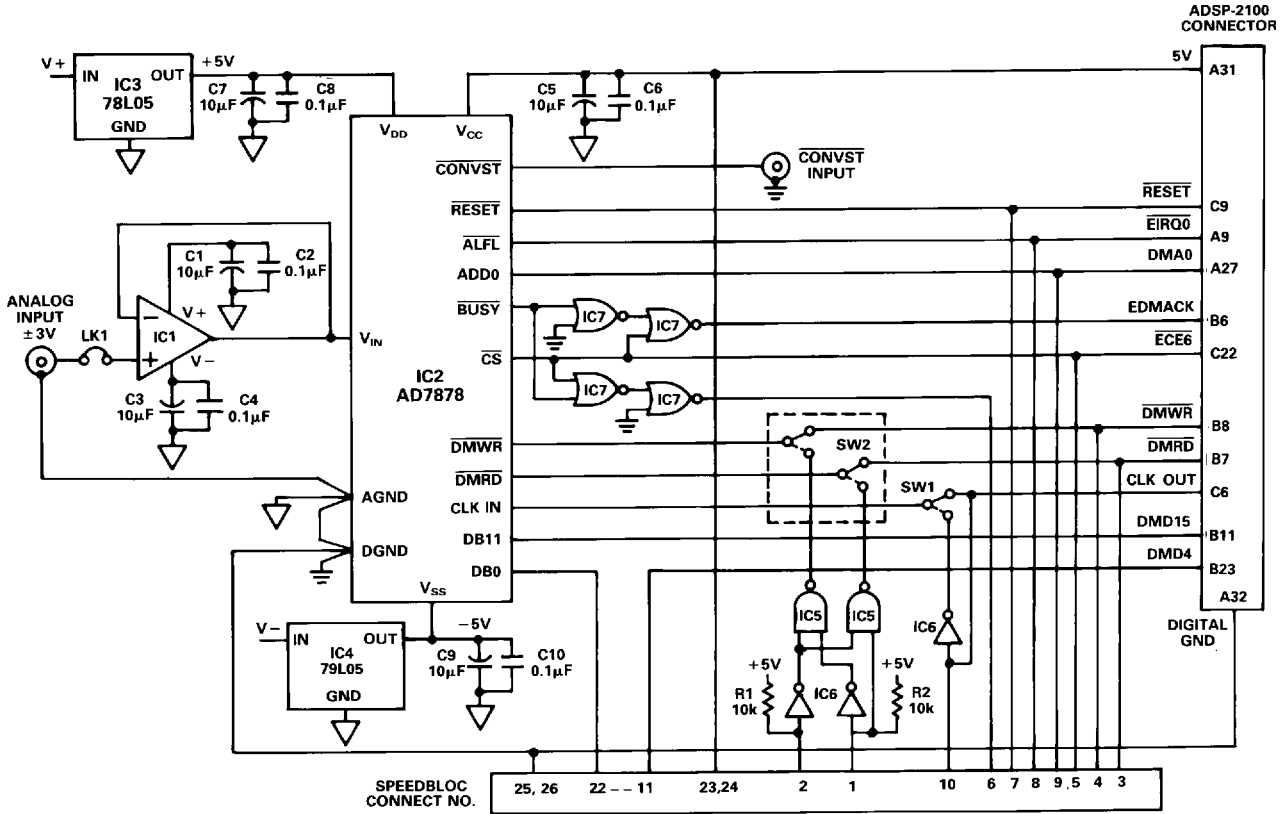 ADSP-2100
CONNECTOR
V+
IN
OUT
+5V
IC3
78L05
GND
C7
10µF
C8
0.1µF
C5
10µF
C6
0.1µF
5V
A31
VDD
VCC
CONVST
CONVST
INPUT
RESET
RESET
C9
ALFL
EIRQ0
A9
ADD0
DMA0
A27
C1
10µF
C2
0.1µF
V+
ANALOG
INPUT
±3V
LK1
−
+
IC1
V−
C3
10µF
C4
0.1µF
VIN
IC2
AD7878
BUSY
IC7
IC7
EDMACK
B6
CS
ECE6
C22
IC7
IC7
DMWR
SW2
DMWR
B8
DMRD
DMRD
B7
CLK IN
SW1
CLK OUT
C6
AGND
DB11
DMD15
B11
DGND
DB0
DMD4
B23
VSS
A32
DIGITAL
GND
V−
IN
OUT
−5V
IC4
79L05
GND
C9
10µF
C10
0.1µF
IC5
IC5
IC6
+5V
R1
10k
IC6
+5V
R2
10k
SPEEDBLOC
CONNECT NO.
25, 26
22 – – 11
23,24
2
1
10
6
7
8
9
5
4
3